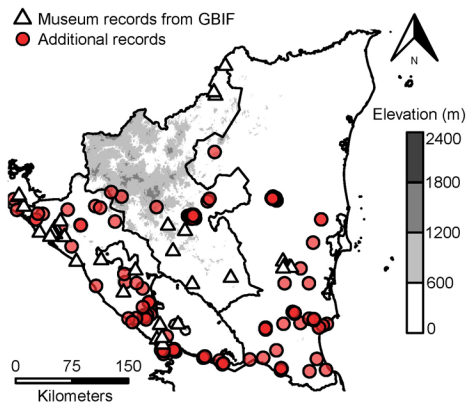 Museum records from GBIF
Additional records
N
Elevation (m)
2400
1800
1200
600
0
0 75 150
Kilometers